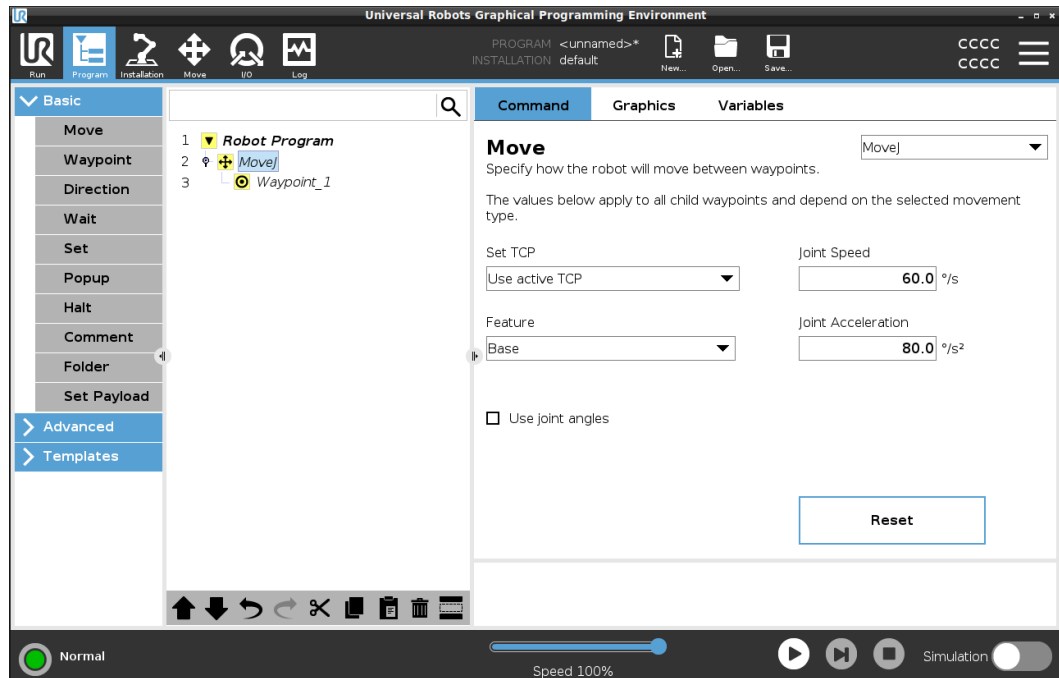 UR Universal Robots Graphical Programming Environment
UR
Run
Program
Installation
Move
I/O
Log
PROGRAM <unnamed>*
INSTALLATION default
New...
Open...
Save...
CCCC
CCCC
Basic
Move
Waypoint
Direction
Wait
Set
Popup
Halt
Comment
Folder
Set Payload
Advanced
Templates
1 Robot Program
2 MoveJ
3 Waypoint_1
Command Graphics Variables
Move
MoveJ
Specify how the robot will move between waypoints.
The values below apply to all child waypoints and depend on the selected movement
type.
Set TCP
Use active TCP
Joint Speed
60.0 °/s
Feature
Base
Joint Acceleration
80.0 °/s²
Use joint angles
Reset
Normal
Speed 100%
Simulation